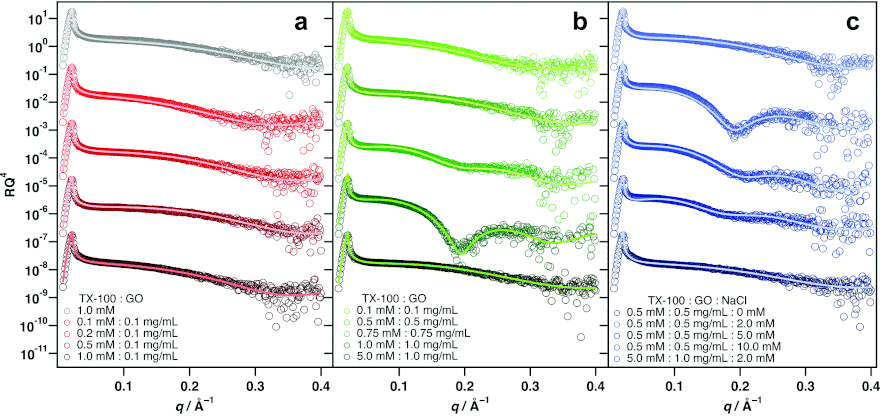 a
b
c
RQ⁴
10¹
10⁰
10⁻¹
10⁻²
10⁻³
10⁻⁴
10⁻⁵
10⁻⁶
10⁻⁷
10⁻⁸
10⁻⁹
10⁻¹⁰
10⁻¹¹
TX-100 : GO
1.0 mM
0.1 mM : 0.1 mg/mL
0.2 mM : 0.1 mg/mL
0.5 mM : 0.1 mg/mL
1.0 mM : 0.1 mg/mL
TX-100 : GO
0.1 mM : 0.1 mg/mL
0.5 mM : 0.5 mg/mL
0.75 mM : 0.75 mg/mL
1.0 mM : 1.0 mg/mL
5.0 mM : 1.0 mg/mL
TX-100 : GO : NaCl
0.5 mM : 0.5 mg/mL : 0 mM
0.5 mM : 0.5 mg/mL : 2.0 mM
0.5 mM : 0.5 mg/mL : 5.0 mM
0.5 mM : 0.5 mg/mL : 10.0 mM
5.0 mM : 1.0 mg/mL : 2.0 mM
0.1 0.2 0.3 0.4
0.1 0.2 0.3 0.4
0.1 0.2 0.3 0.4
q / Å⁻¹
q / Å⁻¹
q / Å⁻¹